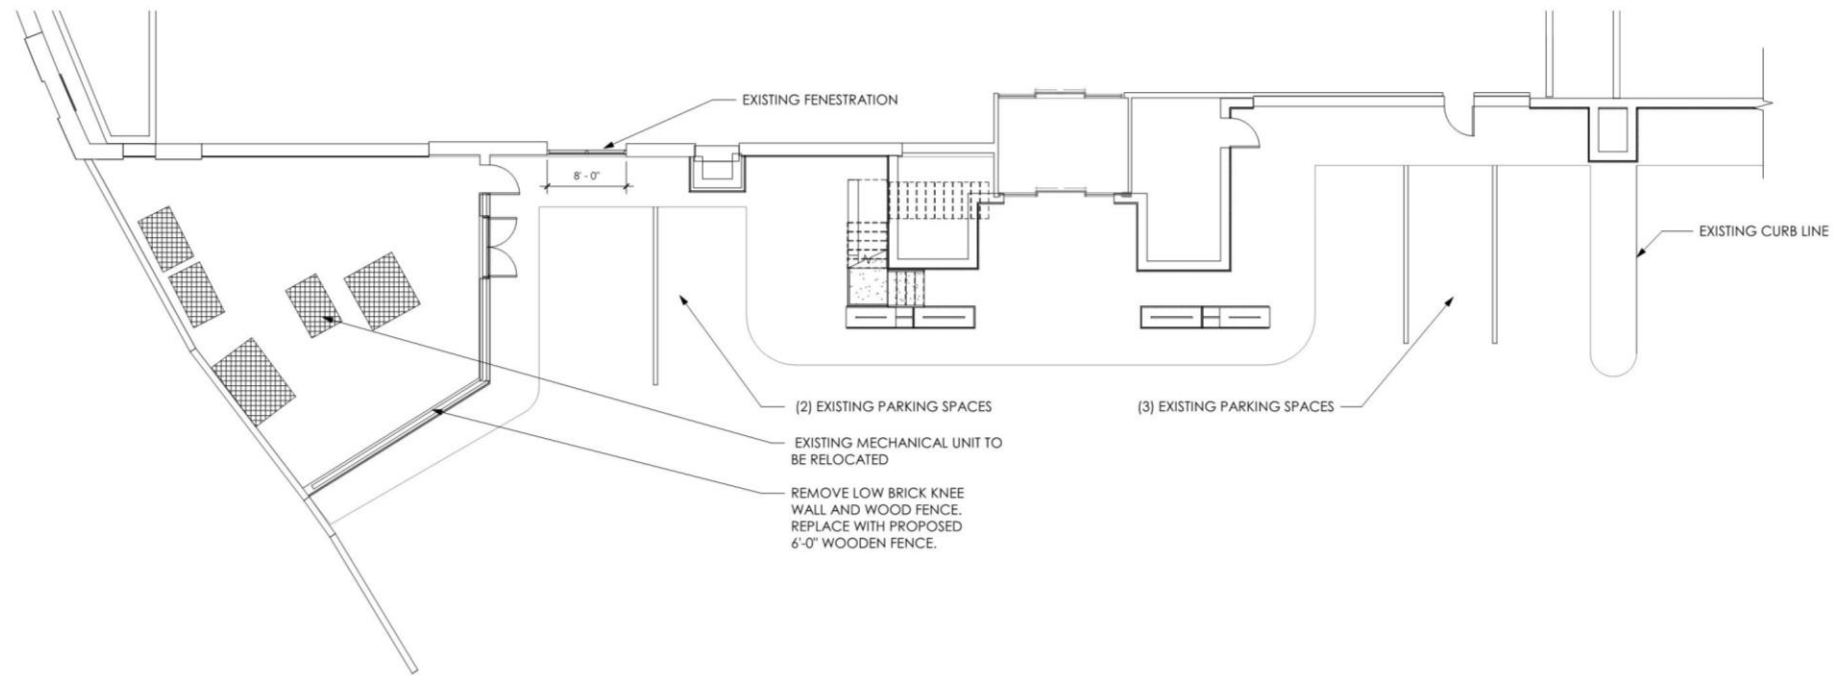 EXISTING FENESTRATION
8' - 0"
EXISTING CURB LINE
(2) EXISTING PARKING SPACES
(3) EXISTING PARKING SPACES
EXISTING MECHANICAL UNIT TO
BE RELOCATED
REMOVE LOW BRICK KNEE
WALL AND WOOD FENCE.
REPLACE WITH PROPOSED
6'-0" WOODEN FENCE.